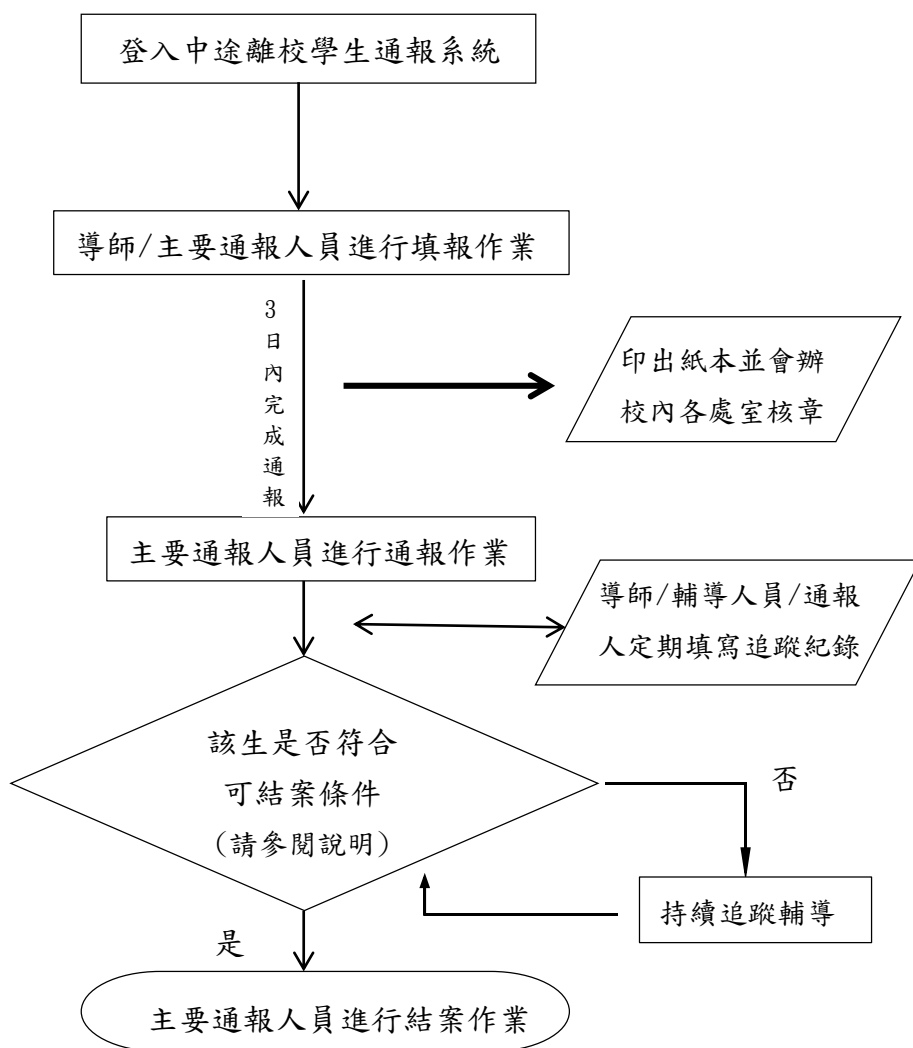 登入中途離校學生通報系統
導師/主要通報人員進行填報作業
3日內完成通報
印出紙本並會辦
校內各處室核章
主要通報人員進行通報作業
導師/輔導人員/通報
人定期填寫追蹤紀錄
該生是否符合
可結案條件
(請參閱說明)
否
持續追蹤輔導
是
主要通報人員進行結案作業